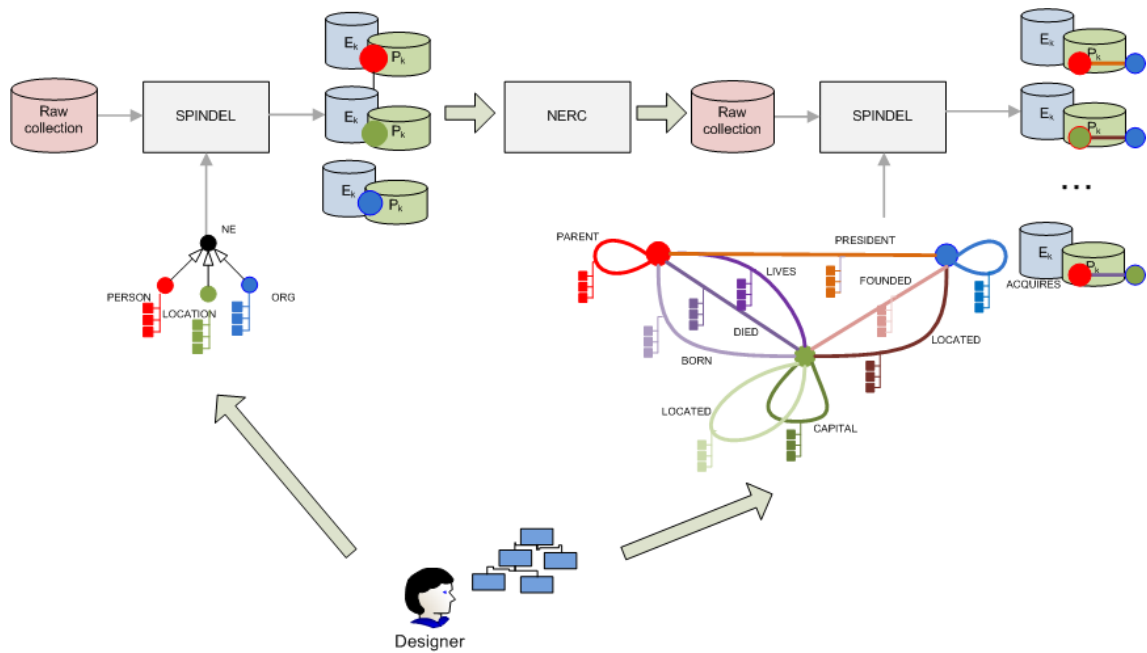 Ek
Pk
Raw
collection
SPINDEL
Ek
Pk
NERC
Raw
collection
SPINDEL
Ek
Pk
Ek
Pk
Ek
Pk
...
NE
PERSON
LOCATION
ORG
Ek
Pk
PARENT
PRESIDENT
LIVES
FOUNDED
ACQUIRES
DIED
BORN
LOCATED
LOCATED
CAPITAL
Designer